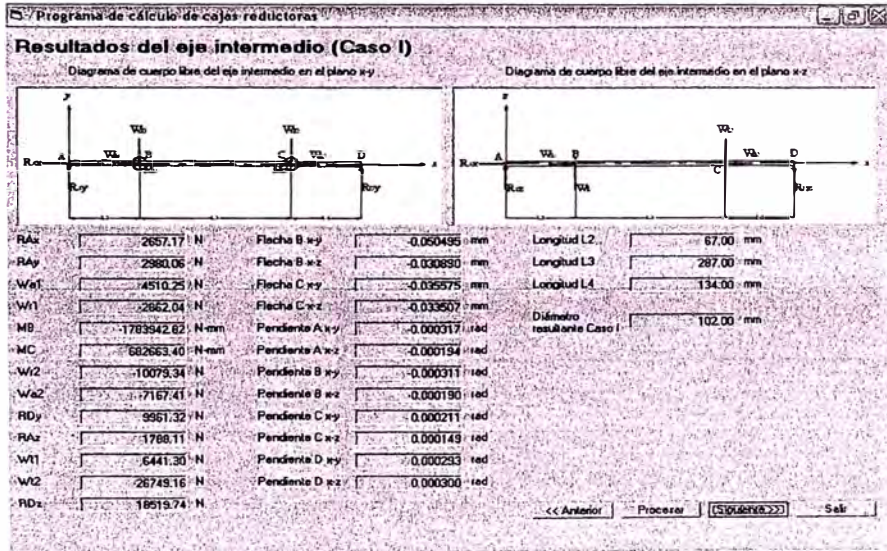 Programa de cálculo de cajas reductoras
Resultados del eje intermedio (Caso I)
Diagrama de cuerpo libre del eje intermedio en el plano x-y
Diagrama de cuerpo libre del eje intermedio en el plano x-z
y
A B C D x
z
A B C D x
RAx 2657.17 N Flecha B x-y -0.050495 mm Longitud L2 67.00 mm
RAy 2980.06 N Flecha B x-z -0.030890 mm Longitud L3 287.00 mm
Wa1 -4510.25 N Flecha C x-y -0.035575 mm Longitud L4 134.00 mm
Wr1 -2862.04 N Flecha C x-z -0.033507 mm
MB -1783942.82 N-mm Pendiente A x-y -0.000317 rad Diámetro resultante Caso I 102.00 mm
MC 682663.40 N-mm Pendiente A x-z -0.000194 rad
Wr2 -10079.34 N Pendiente B x-y -0.000311 rad
Wa2 -7167.41 N Pendiente B x-z -0.000190 rad
RDy 9961.32 N Pendiente C x-y 0.000211 rad
RAz 1788.11 N Pendiente C x-z 0.000149 rad
Wt1 6441.30 N Pendiente D x-y 0.000293 rad
Wt2 -26749.16 N Pendiente D x-z 0.000300 rad
RDz 18519.74 N
<< Anterior Procesar (Siguiente>>) Salir